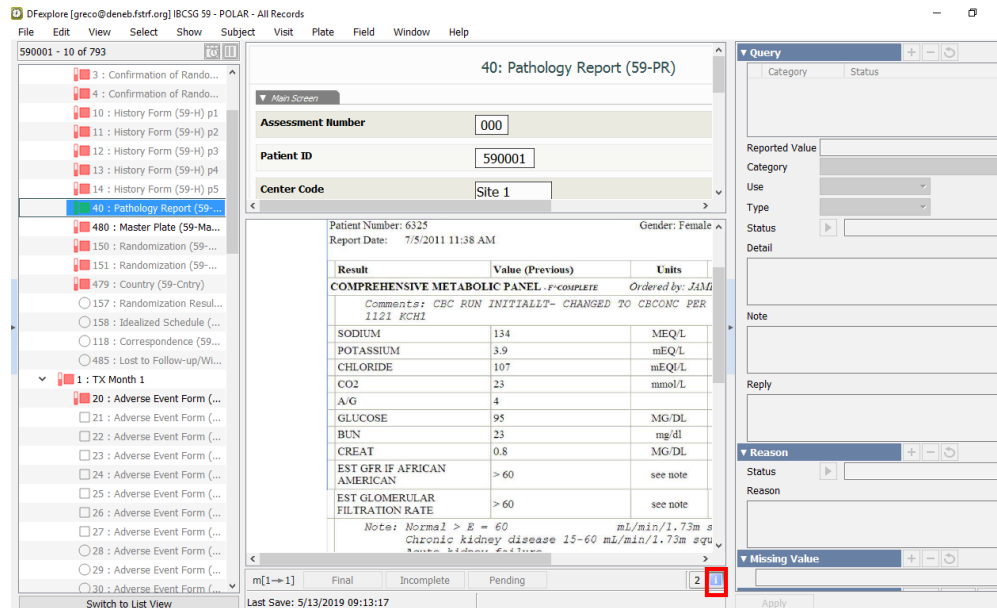 DFexplore [greco@deneb.fstrf.org] IBCSG 59 - POLAR - All Records
File Edit View Select Show Subject Visit Plate Field Window Help
590001 - 10 of 793
3 : Confirmation of Rando...
4 : Confirmation of Rando...
10 : History Form (59-H) p1
11 : History Form (59-H) p2
12 : History Form (59-H) p3
13 : History Form (59-H) p4
14 : History Form (59-H) p5
40 : Pathology Report (59-...
480 : Master Plate (59-Ma...
150 : Randomization (59-...
151 : Randomization (59-...
479 : Country (59-Cntry)
157 : Randomization Resul...
158 : Idealized Schedule (...
118 : Correspondence (59...
485 : Lost to Follow-up/Wi...
1 : TX Month 1
20 : Adverse Event Form (...
21 : Adverse Event Form (...
22 : Adverse Event Form (...
23 : Adverse Event Form (...
24 : Adverse Event Form (...
25 : Adverse Event Form (...
26 : Adverse Event Form (...
27 : Adverse Event Form (...
28 : Adverse Event Form (...
29 : Adverse Event Form (...
30 : Adverse Event Form (...
Switch to List View
40: Pathology Report (59-PR)
Main Screen
Assessment Number 000
Patient ID 590001
Center Code Site 1
Patient Number: 6325 Gender: Female
Report Date: 7/5/2011 11:38 AM
Result Value (Previous) Units
COMPREHENSIVE METABOLIC PANEL - F^COMPLETE Ordered by: JAMI
Comments: CBC RUN INITIALLT- CHANGED TO CBCONC PER
1121 KCH1
SODIUM 134 MEQ/L
POTASSIUM 3.9 mEQ/L
CHLORIDE 107 mEQI/L
CO2 23 mmol/L
A/G 4
GLUCOSE 95 MG/DL
BUN 23 mg/dl
CREAT 0.8 MG/DL
EST GFR IF AFRICAN
AMERICAN > 60 see note
EST GLOMERULAR
FILTRATION RATE > 60 see note
Note: Normal > E = 60 mL/min/1.73m s
Chronic kidney disease 15-60 mL/min/1.73m squ
Acute kidney failure
m[1→1] Final Incomplete Pending 2 i
Last Save: 5/13/2019 09:13:17
Query
Category Status
Reported Value
Category
Use
Type
Status
Detail
Note
Reply
Reason
Status
Reason
Missing Value
Apply